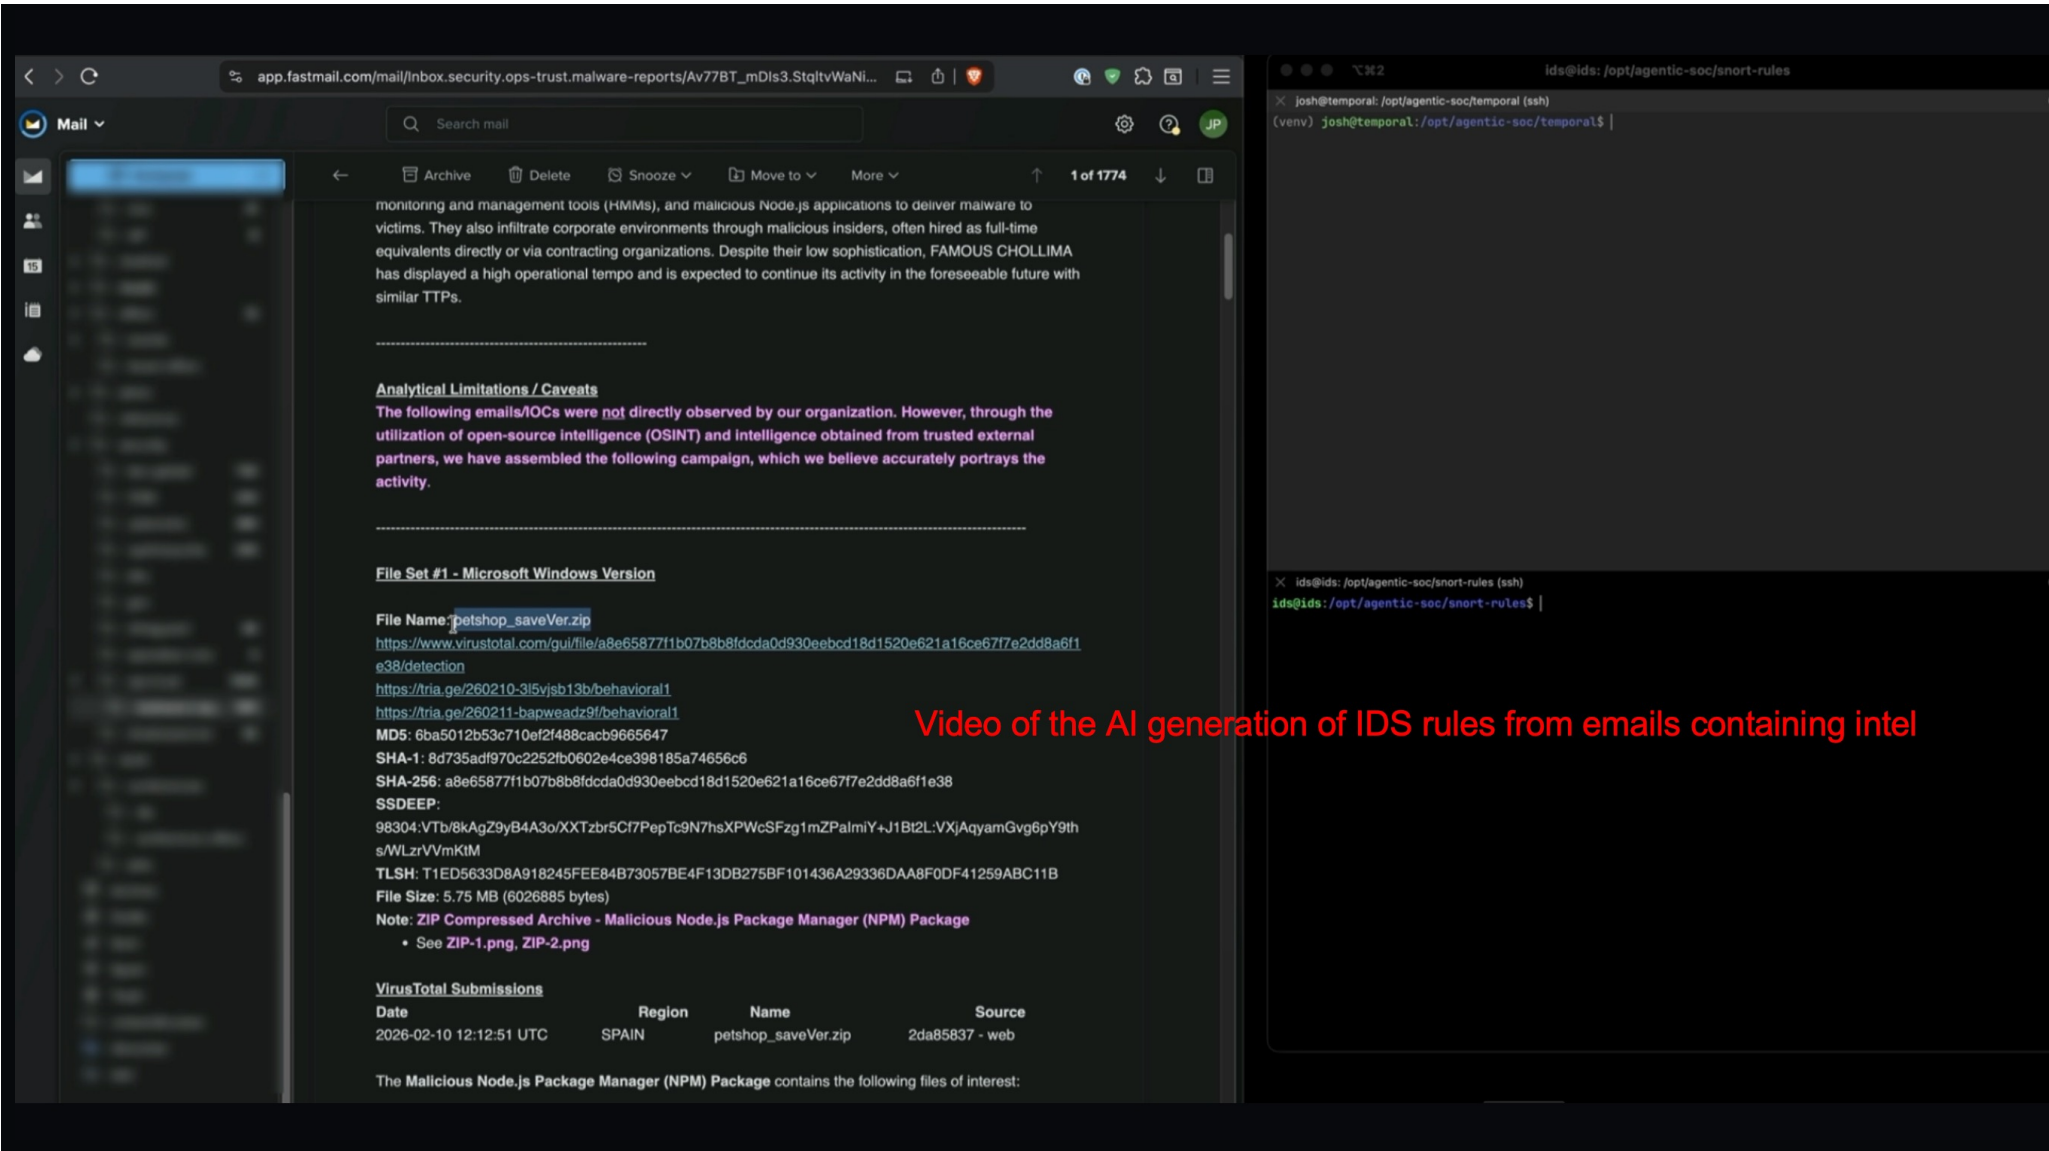 app.fastmail.com/mail/Inbox.security.ops-trust.malware-reports/Av77BT_mDIs3.StqItvWaNi...
Mail
Search mail
JP
15
Archive
Delete
Snooze
Move to
More
1 of 1774
monitoring and management tools (RMMs), and malicious Node.js applications to deliver malware to
victims. They also infiltrate corporate environments through malicious insiders, often hired as full-time
equivalents directly or via contracting organizations. Despite their low sophistication, FAMOUS CHOLLIMA
has displayed a high operational tempo and is expected to continue its activity in the foreseeable future with
similar TTPs.
Analytical Limitations / Caveats
The following emails/IOCs were not directly observed by our organization. However, through the
utilization of open-source intelligence (OSINT) and intelligence obtained from trusted external
partners, we have assembled the following campaign, which we believe accurately portrays the
activity.
File Set #1 - Microsoft Windows Version
File Name: petshop_saveVer.zip
https://www.virustotal.com/gui/file/a8e65877f1b07b8b8fdcda0d930eebcd18d1520e621a16ce67f7e2dd8a6f1
e38/detection
https://tria.ge/260210-3l5vjsb13b/behavioral1
https://tria.ge/260211-bapweadz9f/behavioral1
MD5: 6ba5012b53c710ef2f488cacb9665647
SHA-1: 8d735adf970c2252fb0602e4ce398185a74656c6
SHA-256: a8e65877f1b07b8b8fdcda0d930eebcd18d1520e621a16ce67f7e2dd8a6f1e38
SSDEEP:
98304:VTb/8kAgZ9yB4A3o/XXTzbr5Cf7PepTc9N7hsXPWcSFzg1mZPaImiY+J1Bt2L:VXjAqyamGvg6pY9th
s/WLzrVVmKtM
TLSH: T1ED5633D8A918245FEE84B73057BE4F13DB275BF101436A29336DAA8F0DF41259ABC11B
File Size: 5.75 MB (6026885 bytes)
Note: ZIP Compressed Archive - Malicious Node.js Package Manager (NPM) Package
• See ZIP-1.png, ZIP-2.png
VirusTotal Submissions
Date Region Name Source
2026-02-10 12:12:51 UTC SPAIN petshop_saveVer.zip 2da85837 - web
The Malicious Node.js Package Manager (NPM) Package contains the following files of interest:
⌥⌘2
ids@ids: /opt/agentic-soc/snort-rules
josh@temporal: /opt/agentic-soc/temporal (ssh)
(venv) josh@temporal:/opt/agentic-soc/temporal$
ids@ids: /opt/agentic-soc/snort-rules (ssh)
ids@ids:/opt/agentic-soc/snort-rules$
Video of the AI generation of IDS rules from emails containing intel